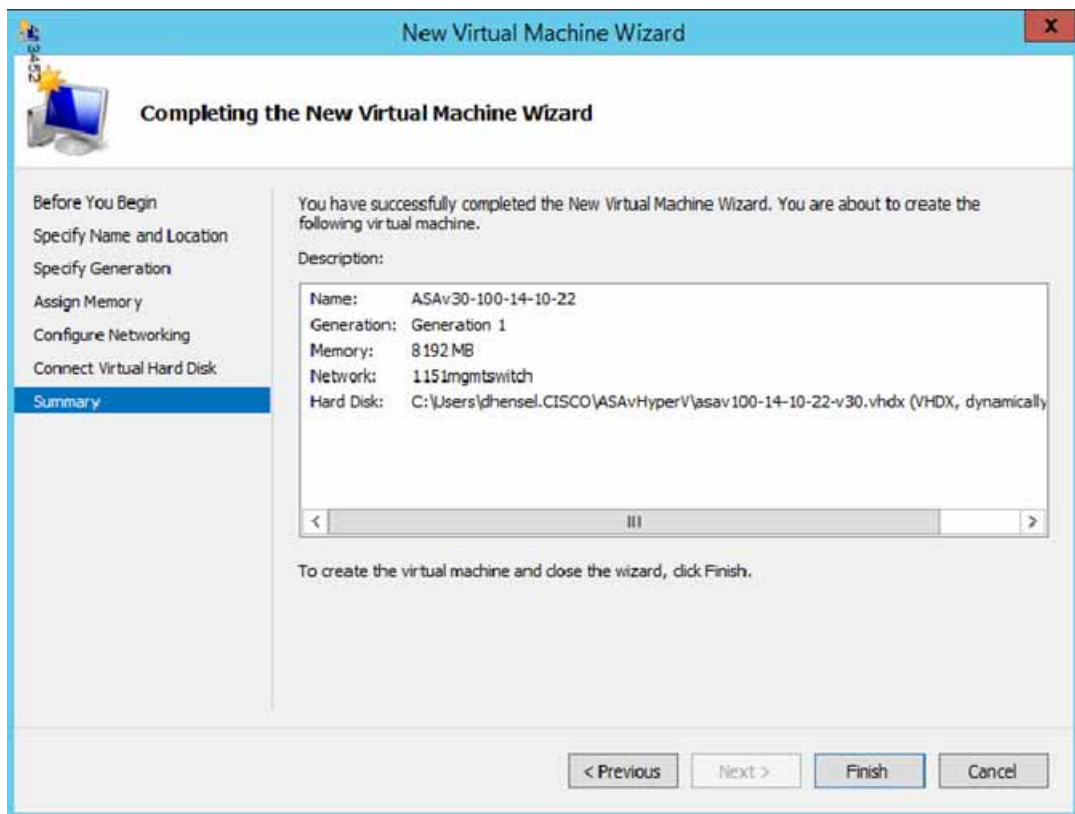 New Virtual Machine Wizard
X
413452
Completing the New Virtual Machine Wizard
Before You Begin
Specify Name and Location
Specify Generation
Assign Memory
Configure Networking
Connect Virtual Hard Disk
Summary
You have successfully completed the New Virtual Machine Wizard. You are about to create the
following virtual machine.
Description:
Name: ASAv30-100-14-10-22
Generation: Generation 1
Memory: 8192 MB
Network: 1151mgmtswitch
Hard Disk: C:\Users\dhensel.CISCO\ASAvHyperV\asav100-14-10-22-v30.vhdx (VHDX, dynamically
To create the virtual machine and close the wizard, click Finish.
< Previous
Next >
Finish
Cancel